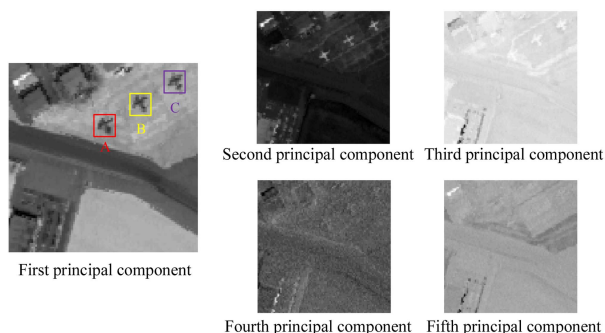 A
B
C
First principal component
Second principal component
Third principal component
Fourth principal component
Fifth principal component